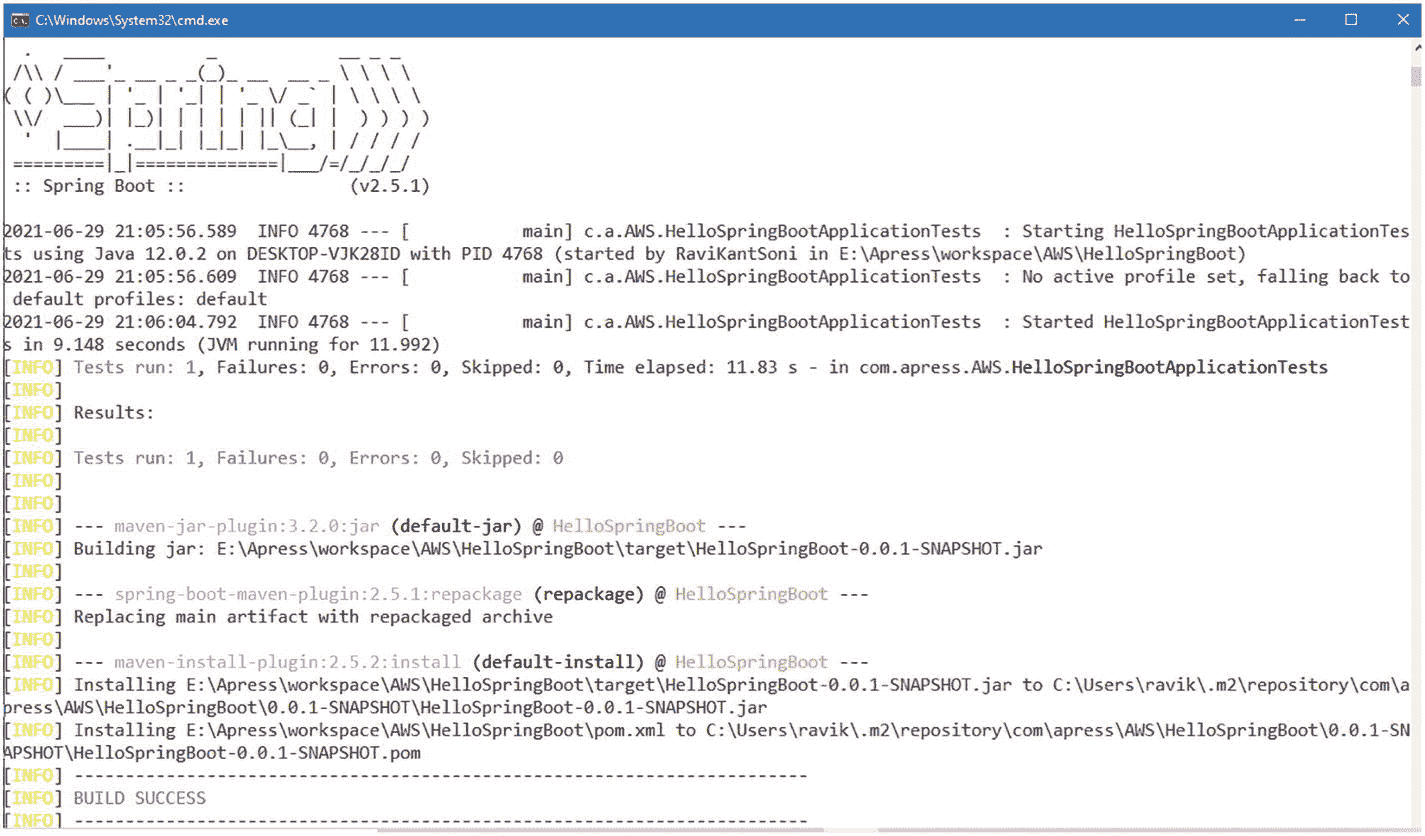 C:\Windows\System32\cmd.exe
  .   ____          _            __ _ _
 /\\ / ___'_ __ _ _(_)_ __  __ _ \ \ \ \
( ( )\___ | '_ | '_| | '_ \/ _` | \ \ \ \
 \\/  ___)| |_)| | | | | || (_| |  ) ) ) )
  '  |____| .__|_| |_|_| |_\__, | / / / /
 =========|_|==============|___/=/_/_/_/
 :: Spring Boot ::                (v2.5.1)

2021-06-29 21:05:56.589  INFO 4768 --- [           main] c.a.AWS.HelloSpringBootApplicationTests  : Starting HelloSpringBootApplicationTes
ts using Java 12.0.2 on DESKTOP-VJK28ID with PID 4768 (started by RaviKantSoni in E:\Apress\workspace\AWS\HelloSpringBoot)
2021-06-29 21:05:56.609  INFO 4768 --- [           main] c.a.AWS.HelloSpringBootApplicationTests  : No active profile set, falling back to
 default profiles: default
2021-06-29 21:06:04.792  INFO 4768 --- [           main] c.a.AWS.HelloSpringBootApplicationTests  : Started HelloSpringBootApplicationTest
s in 9.148 seconds (JVM running for 11.992)
[INFO] Tests run: 1, Failures: 0, Errors: 0, Skipped: 0, Time elapsed: 11.83 s - in com.apress.AWS.HelloSpringBootApplicationTests
[INFO]
[INFO] Results:
[INFO]
[INFO] Tests run: 1, Failures: 0, Errors: 0, Skipped: 0
[INFO]
[INFO]
[INFO] --- maven-jar-plugin:3.2.0:jar (default-jar) @ HelloSpringBoot ---
[INFO] Building jar: E:\Apress\workspace\AWS\HelloSpringBoot\target\HelloSpringBoot-0.0.1-SNAPSHOT.jar
[INFO]
[INFO] --- spring-boot-maven-plugin:2.5.1:repackage (repackage) @ HelloSpringBoot ---
[INFO] Replacing main artifact with repackaged archive
[INFO]
[INFO] --- maven-install-plugin:2.5.2:install (default-install) @ HelloSpringBoot ---
[INFO] Installing E:\Apress\workspace\AWS\HelloSpringBoot\target\HelloSpringBoot-0.0.1-SNAPSHOT.jar to C:\Users\ravik\.m2\repository\com\a
press\AWS\HelloSpringBoot\0.0.1-SNAPSHOT\HelloSpringBoot-0.0.1-SNAPSHOT.jar
[INFO] Installing E:\Apress\workspace\AWS\HelloSpringBoot\pom.xml to C:\Users\ravik\.m2\repository\com\apress\AWS\HelloSpringBoot\0.0.1-SN
APSHOT\HelloSpringBoot-0.0.1-SNAPSHOT.pom
[INFO] ------------------------------------------------------------------------
[INFO] BUILD SUCCESS
[INFO] ------------------------------------------------------------------------